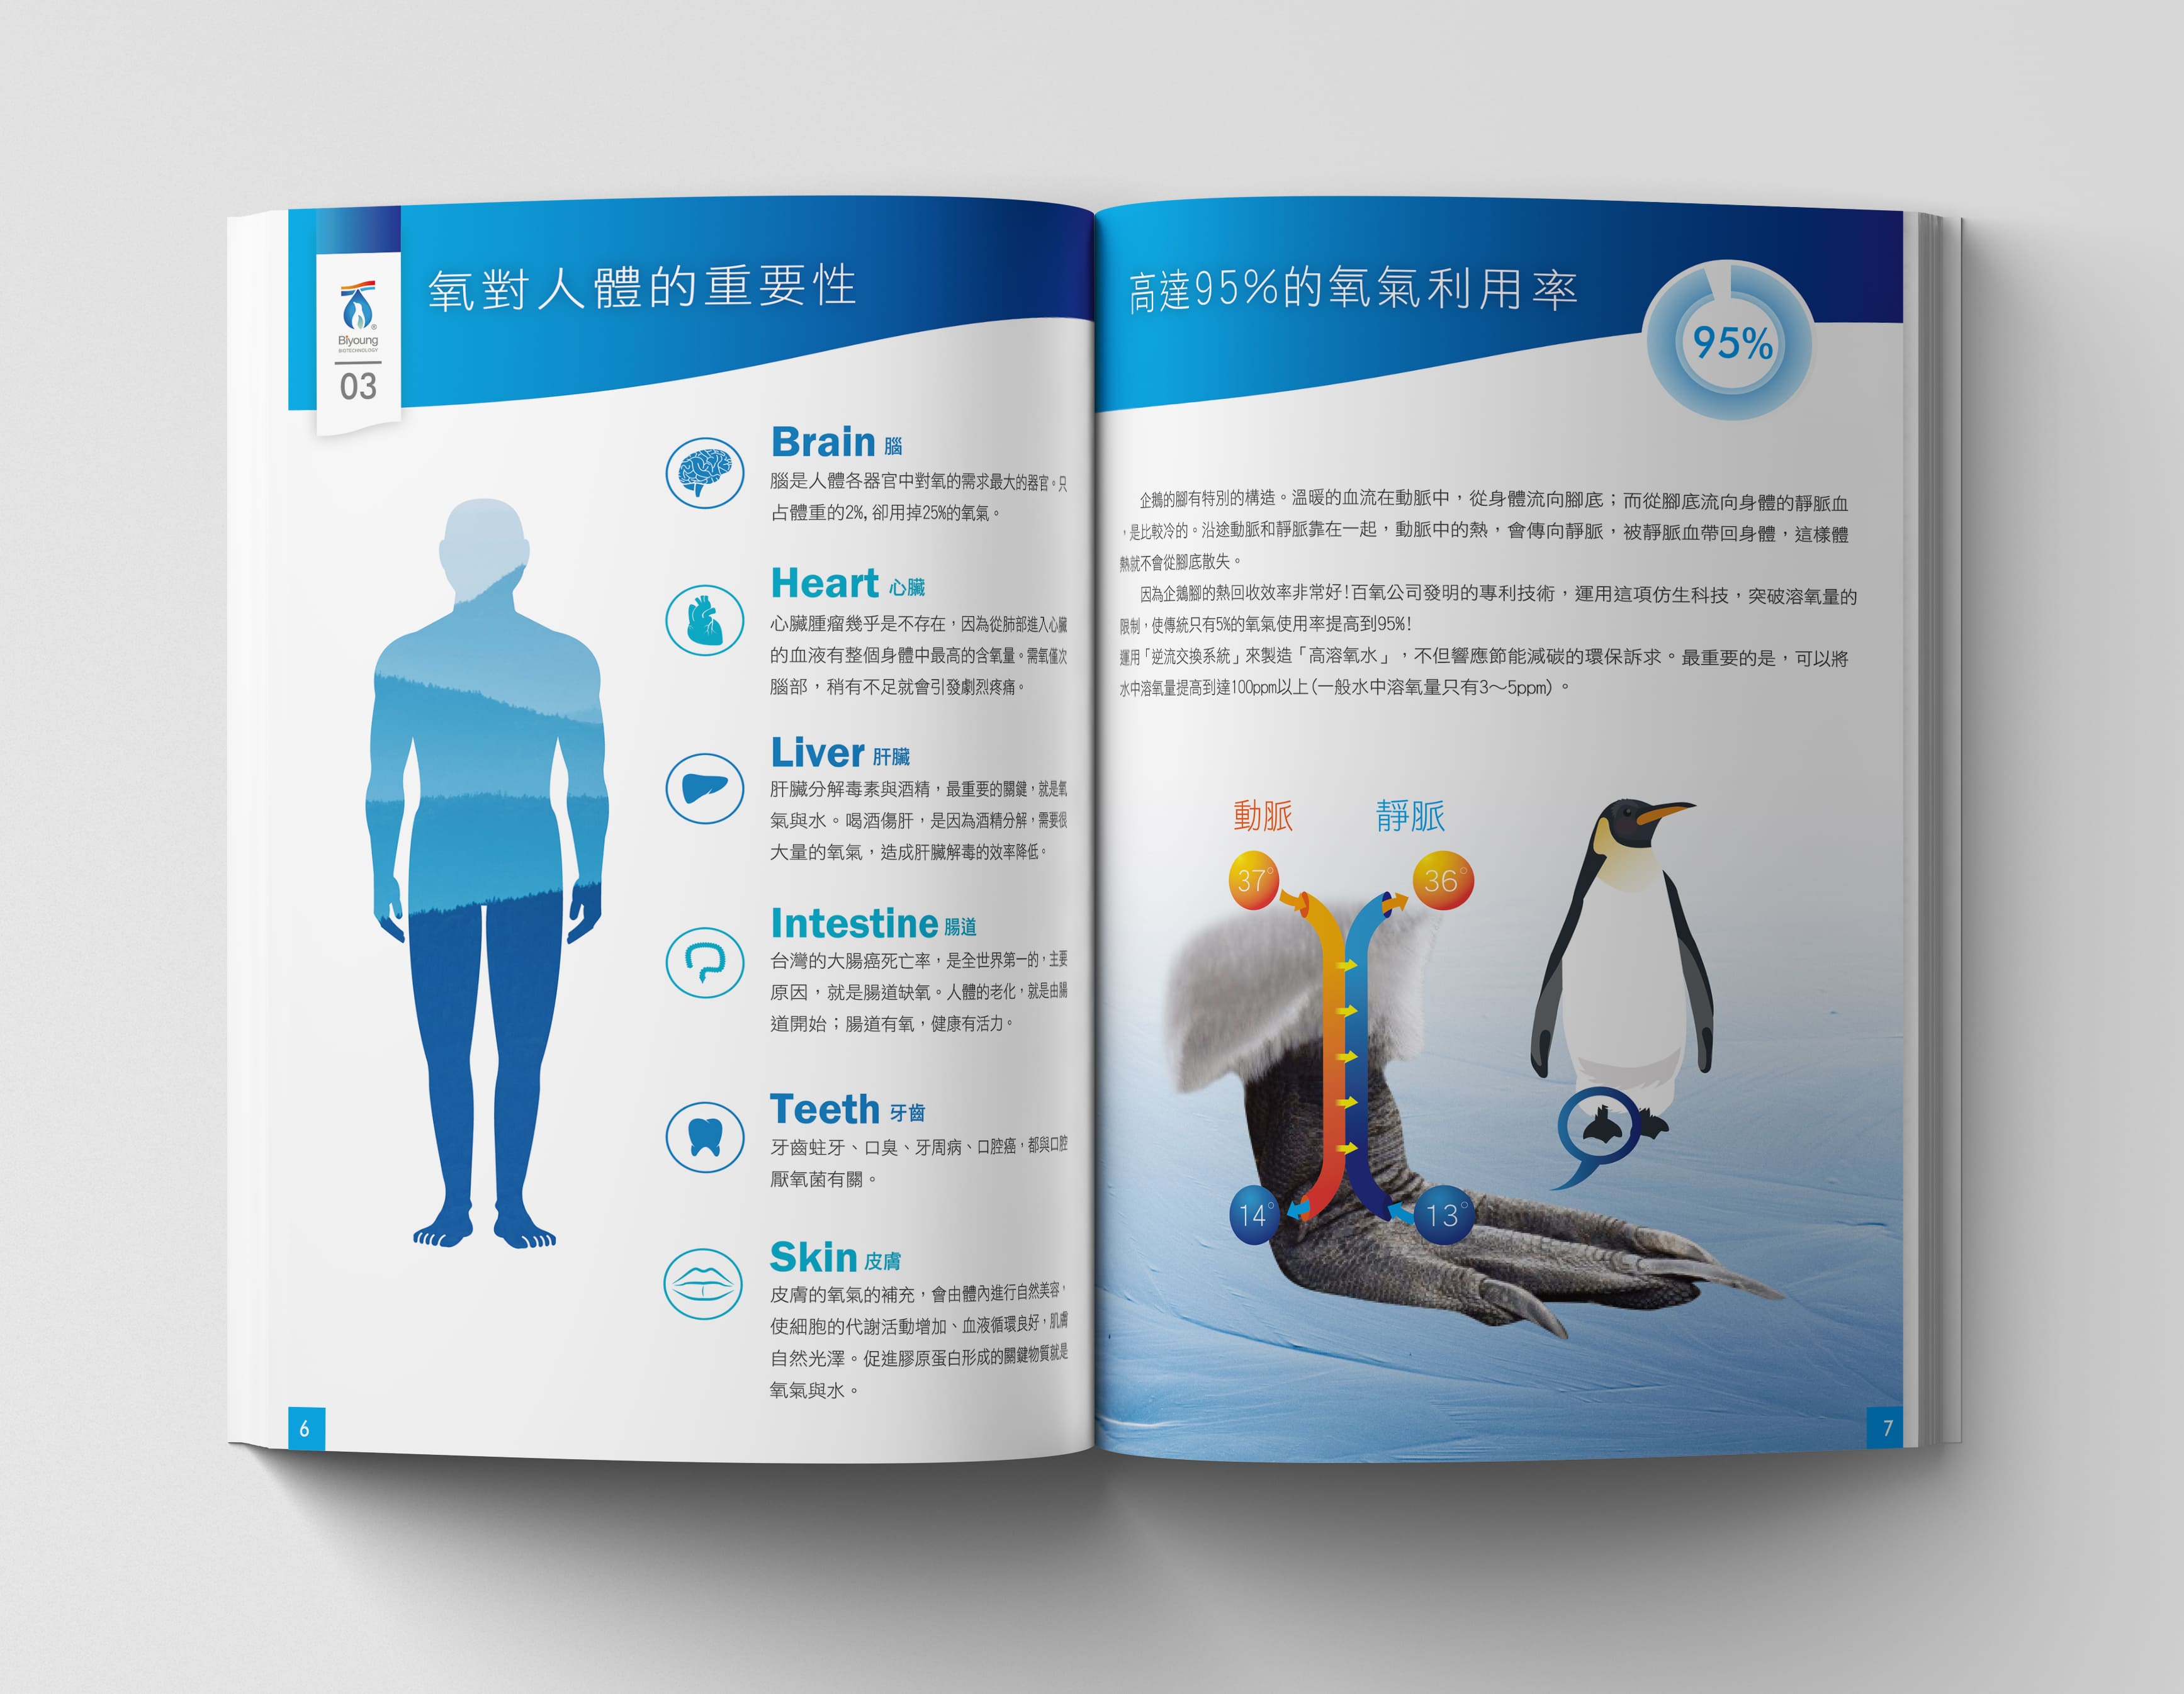 氧對人體的重要性
Biyoung
BIOTECHNOLOGY
03
Brain 腦
腦是人體各器官中對氧的需求最大的器官。只
占體重的2%, 卻用掉25%的氧氣。
Heart 心臟
心臟腫瘤幾乎是不存在，因為從肺部進入心臟
的血液有整個身體中最高的含氧量。需氧僅次
腦部，稍有不足就會引發劇烈疼痛。
Liver 肝臟
肝臟分解毒素與酒精，最重要的關鍵，就是氧
氣與水。喝酒傷肝，是因為酒精分解，需要很
大量的氧氣，造成肝臟解毒的效率降低。
Intestine 腸道
台灣的大腸癌死亡率，是全世界第一的，主要
原因，就是腸道缺氧。人體的老化，就是由腸
道開始；腸道有氧，健康有活力。
Teeth 牙齒
牙齒蛀牙、口臭、牙周病、口腔癌，都與口腔
厭氧菌有關。
Skin 皮膚
皮膚的氧氣的補充，會由體內進行自然美容，
使細胞的代謝活動增加、血液循環良好，肌膚
自然光澤。促進膠原蛋白形成的關鍵物質就是
氧氣與水。
6
高達95%的氧氣利用率
95%
企鵝的腳有特別的構造。溫暖的血流在動脈中，從身體流向腳底；而從腳底流向身體的靜脈血
，是比較冷的。沿途動脈和靜脈靠在一起，動脈中的熱，會傳向靜脈，被靜脈血帶回身體，這樣體
熱就不會從腳底散失。
因為企鵝腳的熱回收效率非常好！百氧公司發明的專利技術，運用這項仿生科技，突破溶氧量的
限制，使傳統只有5%的氧氣使用率提高到95%！
運用「逆流交換系統」來製造「高溶氧水」，不但響應節能減碳的環保訴求。最重要的是，可以將
水中溶氧量提高到達100ppm以上(一般水中溶氧量只有3～5ppm)。
動脈 靜脈
37° 36°
14° 13°
7